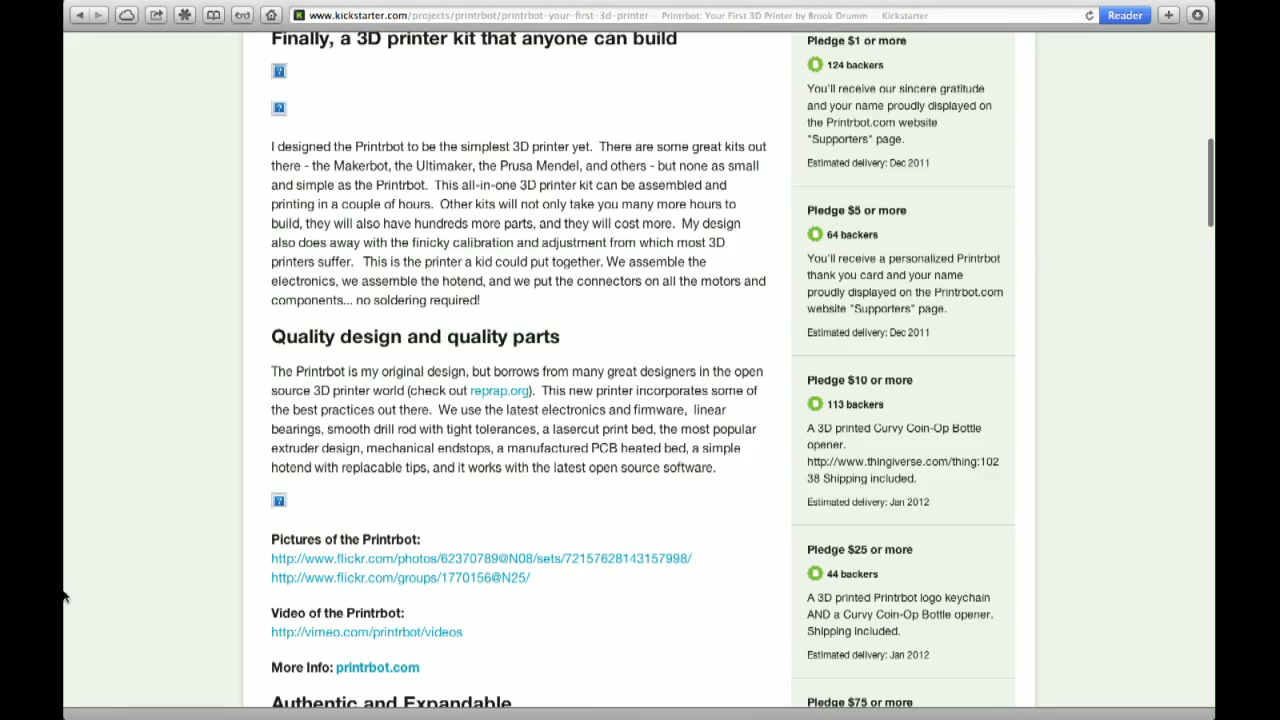 www.kickstarter.com/projects/printrbot/printrbot-your-first-3d-printer — Printrbot: Your First 3D Printer by Brook Drumm — Kickstarter
Reader
Finally, a 3D printer kit that anyone can build
I designed the Printrbot to be the simplest 3D printer yet. There are some great kits out
there - the Makerbot, the Ultimaker, the Prusa Mendel, and others - but none as small
and simple as the Printrbot. This all-in-one 3D printer kit can be assembled and
printing in a couple of hours. Other kits will not only take you many more hours to
build, they will also have hundreds more parts, and they will cost more. My design
also does away with the finicky calibration and adjustment from which most 3D
printers suffer. This is the printer a kid could put together. We assemble the
electronics, we assemble the hotend, and we put the connectors on all the motors and
components... no soldering required!
Quality design and quality parts
The Printrbot is my original design, but borrows from many great designers in the open
source 3D printer world (check out reprap.org). This new printer incorporates some of
the best practices out there. We use the latest electronics and firmware, linear
bearings, smooth drill rod with tight tolerances, a lasercut print bed, the most popular
extruder design, mechanical endstops, a manufactured PCB heated bed, a simple
hotend with replacable tips, and it works with the latest open source software.
Pictures of the Printrbot:
http://www.flickr.com/photos/62370789@N08/sets/72157628143157998/
http://www.flickr.com/groups/1770156@N25/
Video of the Printrbot:
http://vimeo.com/printrbot/videos
More Info: printrbot.com
Authentic and Expandable
Pledge $1 or more
124 backers
You'll receive our sincere gratitude
and your name proudly displayed on
the Printrbot.com website
"Supporters" page.
Estimated delivery: Dec 2011
Pledge $5 or more
64 backers
You'll receive a personalized Printrbot
thank you card and your name
proudly displayed on the Printrbot.com
website "Supporters" page.
Estimated delivery: Dec 2011
Pledge $10 or more
113 backers
A 3D printed Curvy Coin-Op Bottle
opener.
http://www.thingiverse.com/thing:102
38 Shipping included.
Estimated delivery: Jan 2012
Pledge $25 or more
44 backers
A 3D printed Printrbot logo keychain
AND a Curvy Coin-Op Bottle opener.
Shipping included.
Estimated delivery: Jan 2012
Pledge $75 or more